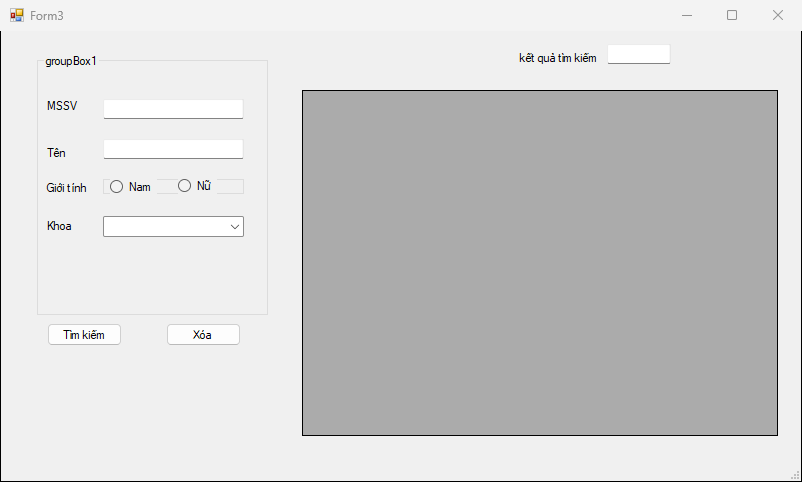 Form3
groupBox1
MSSV
Tên
Giới tính
Nam
Nữ
Khoa
Tìm kiếm
Xóa
kết quả tìm kiếm